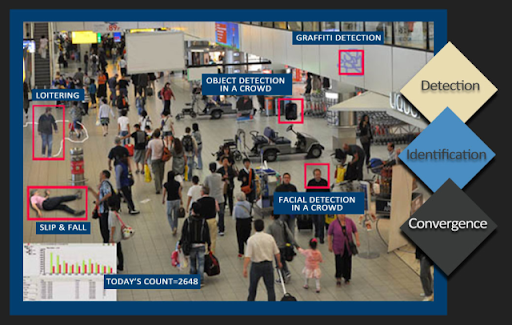 GRAFFITI DETECTION
OBJECT DETECTION
IN A CROWD
LOITERING
Detection
Identification
Convergence
FACIAL DETECTION
IN A CROWD
SLIP & FALL
TODAY'S COUNT=2648